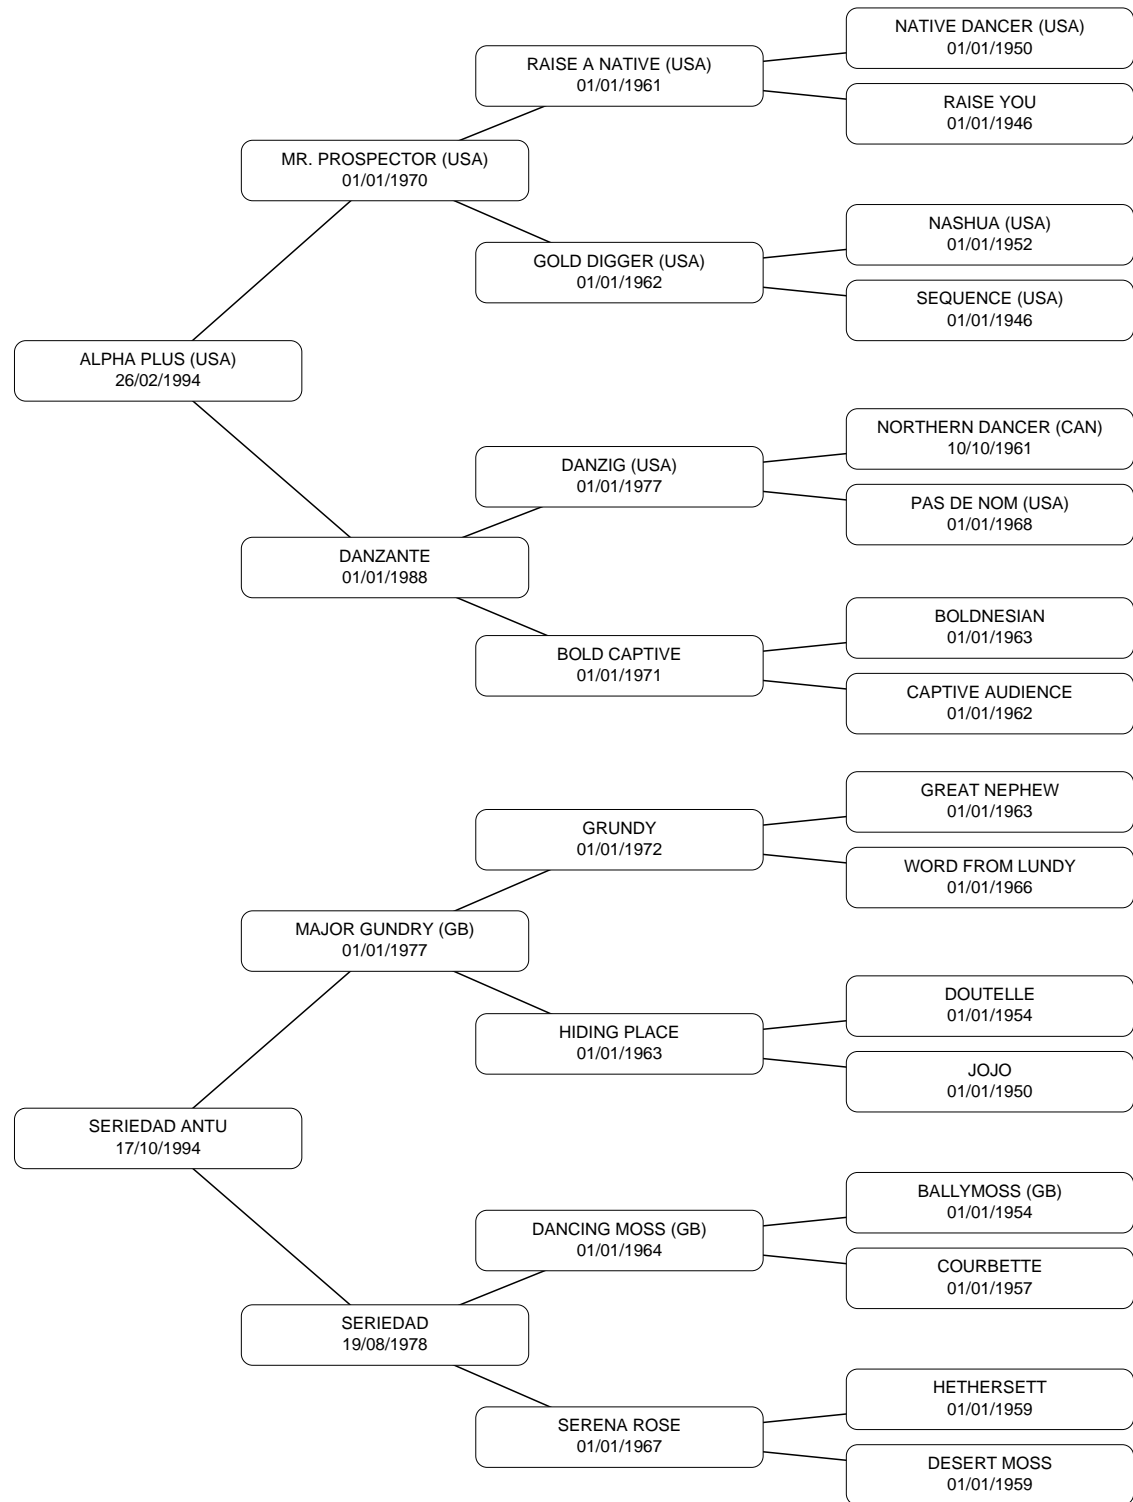 NATIVE DANCER (USA)
01/01/1950
RAISE A NATIVE (USA)
01/01/1961
RAISE YOU
01/01/1946
MR. PROSPECTOR (USA)
01/01/1970
NASHUA (USA)
01/01/1952
GOLD DIGGER (USA)
01/01/1962
SEQUENCE (USA)
01/01/1946
ALPHA PLUS (USA)
26/02/1994
NORTHERN DANCER (CAN)
10/10/1961
DANZIG (USA)
01/01/1977
PAS DE NOM (USA)
01/01/1968
DANZANTE
01/01/1988
BOLDNESIAN
01/01/1963
BOLD CAPTIVE
01/01/1971
CAPTIVE AUDIENCE
01/01/1962
GREAT NEPHEW
01/01/1963
GRUNDY
01/01/1972
WORD FROM LUNDY
01/01/1966
MAJOR GUNDRY (GB)
01/01/1977
DOUTELLE
01/01/1954
HIDING PLACE
01/01/1963
JOJO
01/01/1950
SERIEDAD ANTU
17/10/1994
BALLYMOSS (GB)
01/01/1954
DANCING MOSS (GB)
01/01/1964
COURBETTE
01/01/1957
SERIEDAD
19/08/1978
HETHERSETT
01/01/1959
SERENA ROSE
01/01/1967
DESERT MOSS
01/01/1959